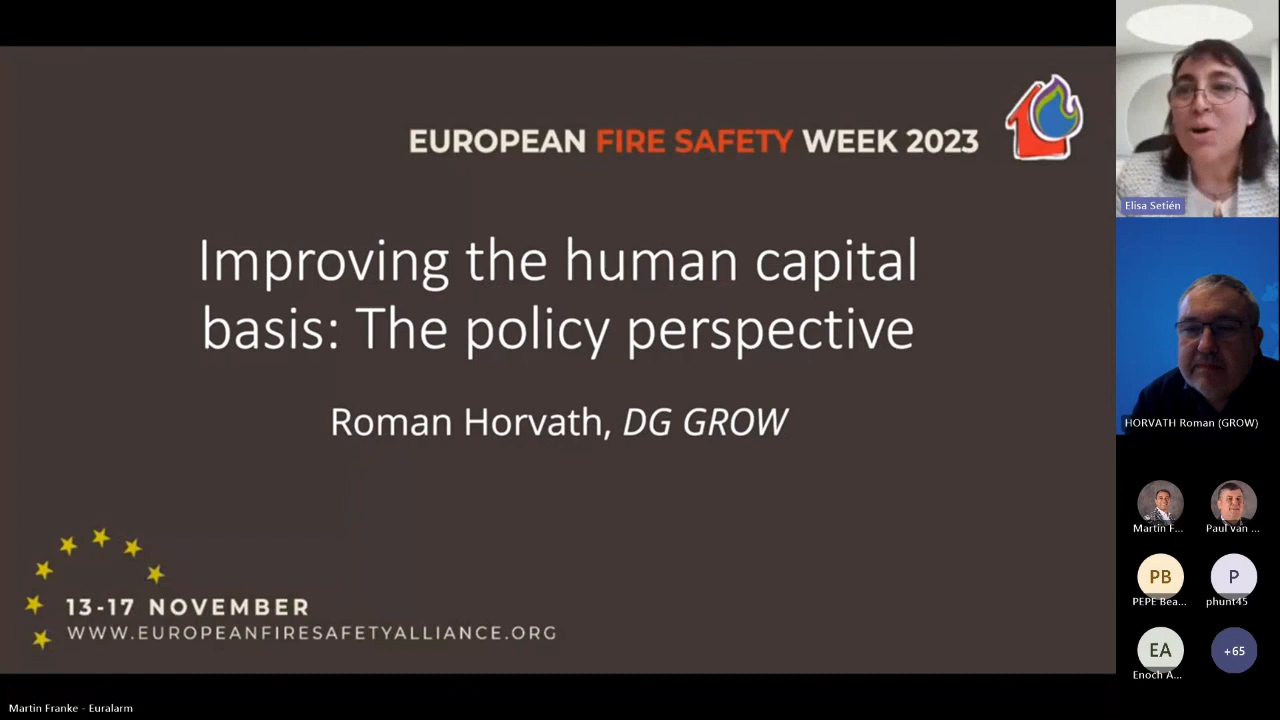 EUROPEAN FIRE SAFETY WEEK 2023
Improving the human capital
basis: The policy perspective
Roman Horvath, DG GROW
13-17 NOVEMBER
WWW.EUROPEANFIRESAFETYALLIANCE.ORG
Elisa Setién
HORVATH Roman (GROW)
Martin F...
Paul van ...
PB
PEPE Bea...
P
phunt45
EA
Enoch A...
+65
Martin Franke - Euralarm